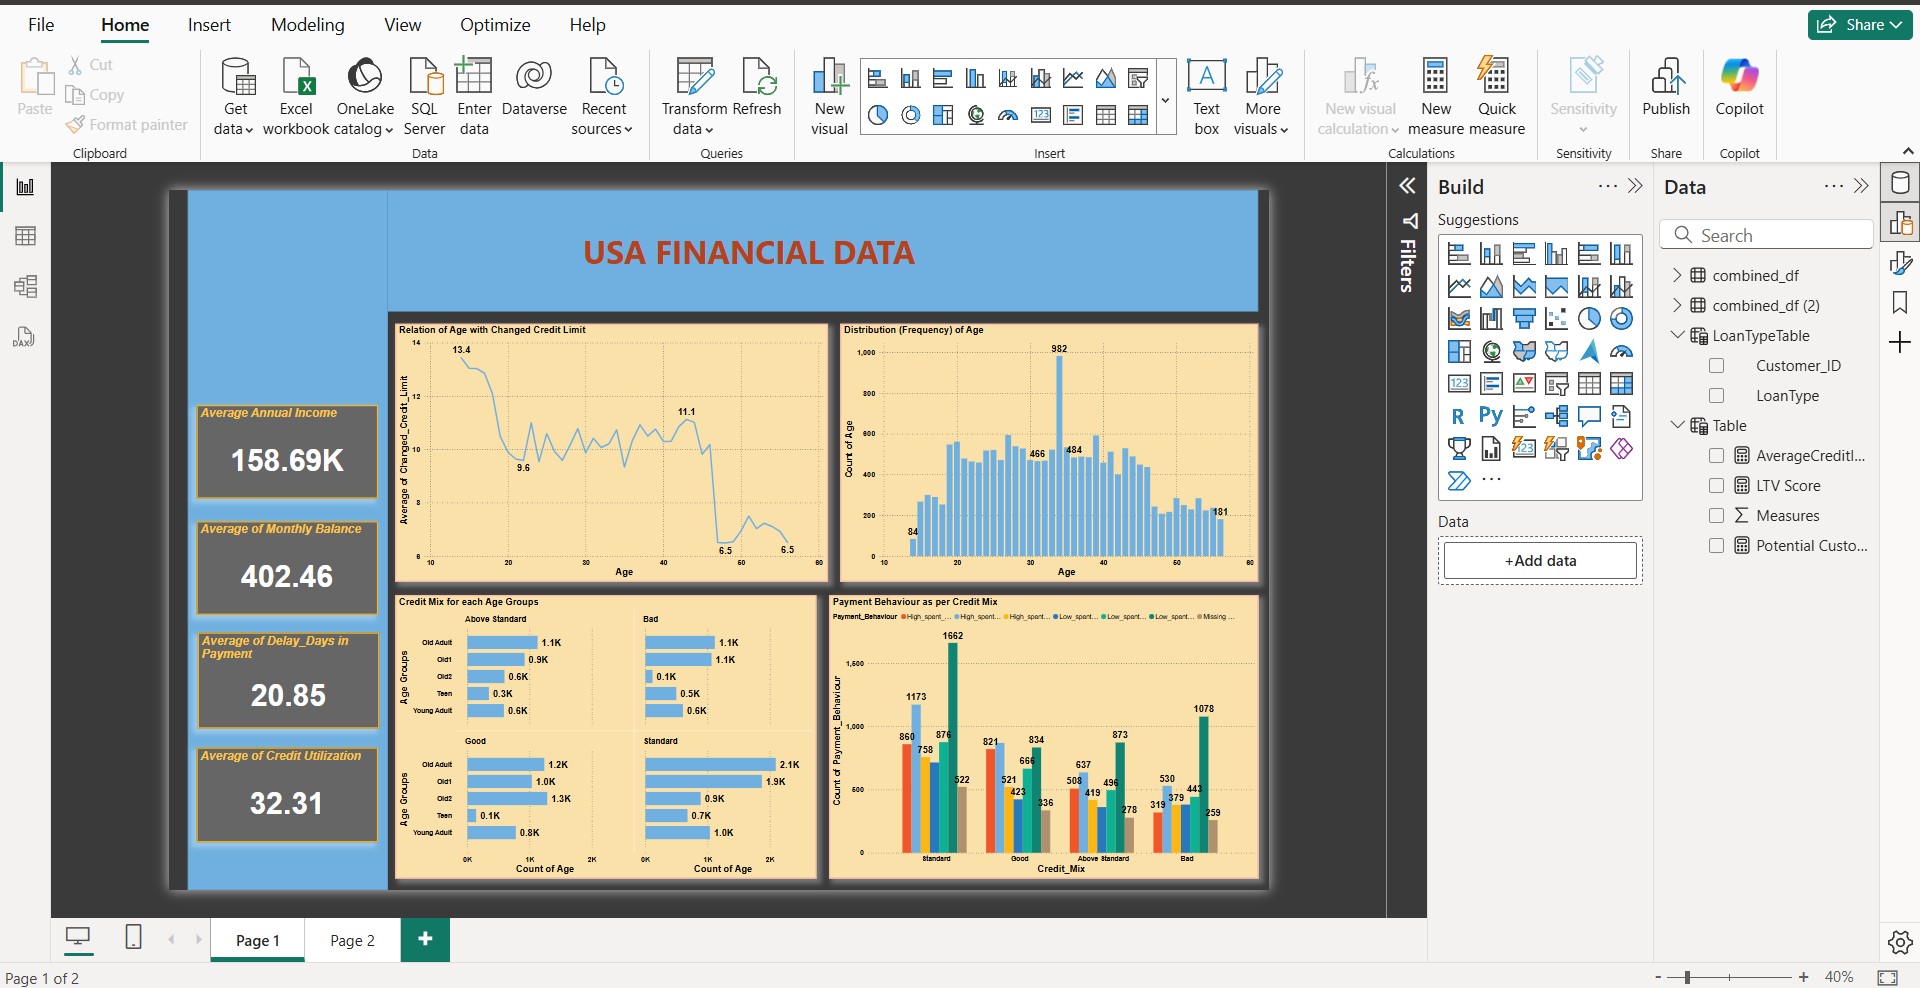 File Home Insert Modeling View Optimize Help
Share
Paste
Cut
Copy
Format painter
Clipboard
Get data
Excel workbook
OneLake catalog
SQL Server
Enter data
Dataverse
Recent sources
Data
Transform data
Refresh
Queries
New visual
Text box
More visuals
Insert
New visual calculation
New measure
Quick measure
Calculations
Sensitivity
Sensitivity
Publish
Share
Copilot
Copilot
USA FINANCIAL DATA
Average Annual Income
158.69K
Average of Monthly Balance
402.46
Average of Delay_Days in
Payment
20.85
Average of Credit Utilization
32.31
Relation of Age with Changed Credit Limit
Average of Changed_Credit_Limit
14
12
10
8
6
13.4
9.6
11.1
6.5
6.5
10 20 30 40 50 60
Age
Distribution (Frequency) of Age
Count of Age
1,000
800
600
400
200
0
84
466
982
484
181
10 20 30 40 50 60
Age
Credit Mix for each Age Groups
Above Standard Bad
Age Groups
Old Adult 1.1K 1.1K
Old1 0.9K 1.1K
Old2 0.6K 0.1K
Teen 0.3K 0.5K
Young Adult 0.6K 0.6K
Good Standard
Age Groups
Old Adult 1.2K 2.1K
Old1 1.0K 1.9K
Old2 1.3K 0.9K
Teen 0.1K 0.7K
Young Adult 0.8K 1.0K
0K 1K 2K 0K 1K 2K
Count of Age Count of Age
Payment Behaviour as per Credit Mix
Payment_Behaviour High_spent_... High_spent... High_spent... Low_spent... Low_spent... Low_spent... Missing ...
Count of Payment_Behaviour
1,500
1,000
500
0
860 1173 758 876 1662 522
821 521 423 666 834 336
508 637 419 496 873 278
319 530 379 443 1078 259
Standard Good Above Standard Bad
Credit_Mix
Filters
Build
Suggestions
123
R Py
Data
+Add data
Data
Search
combined_df
combined_df (2)
LoanTypeTable
Customer_ID
LoanType
Table
AverageCreditI...
LTV Score
Measures
Potential Custo...
Page 1 Page 2 +
Page 1 of 2
- + 40%